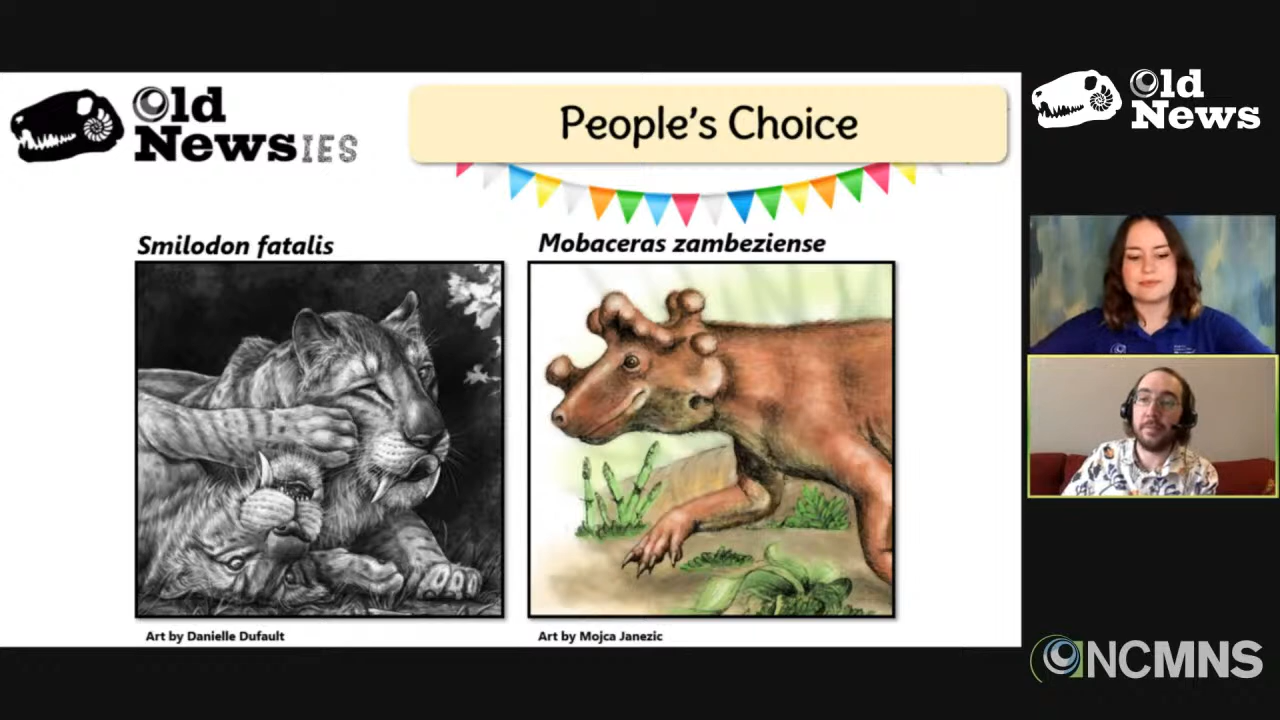 Old
NewsIES
People's Choice
Old
News
Smilodon fatalis
Mobaceras zambeziense
Art by Danielle Dufault
Art by Mojca Janezic
NCMNS